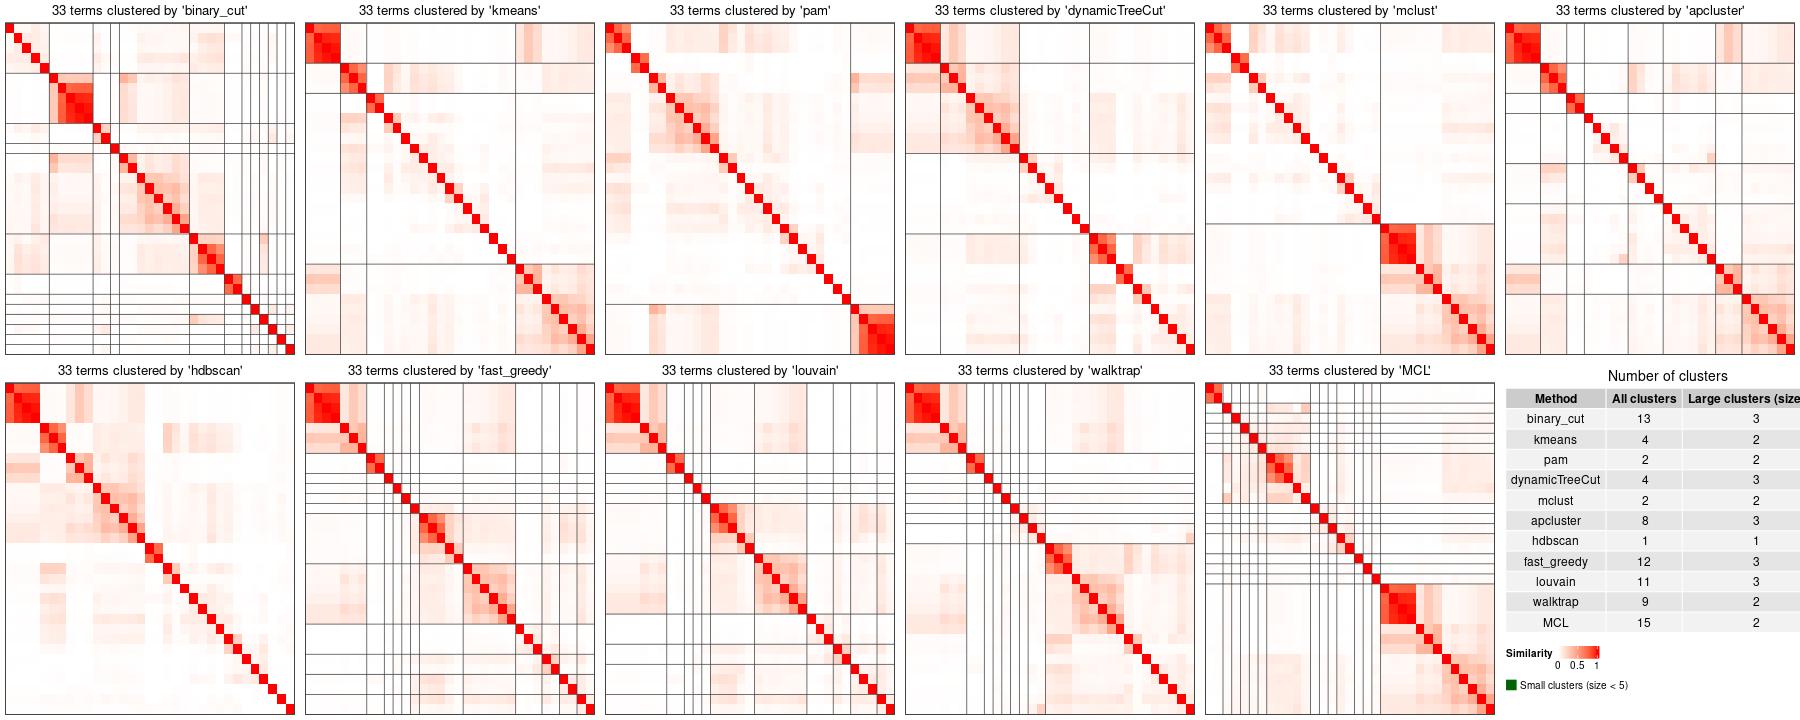 33 terms clustered by 'binary_cut'
33 terms clustered by 'kmeans'
33 terms clustered by 'pam'
33 terms clustered by 'dynamicTreeCut'
33 terms clustered by 'mclust'
33 terms clustered by 'apcluster'
33 terms clustered by 'hdbscan'
33 terms clustered by 'fast_greedy'
33 terms clustered by 'louvain'
33 terms clustered by 'walktrap'
33 terms clustered by 'MCL'
Number of clusters
Method All clusters Large clusters (size
binary_cut 13 3
kmeans 4 2
pam 2 2
dynamicTreeCut 4 3
mclust 2 2
apcluster 8 3
hdbscan 1 1
fast_greedy 12 3
louvain 11 3
walktrap 9 2
MCL 15 2
Similarity
0 0.5 1
Small clusters (size < 5)